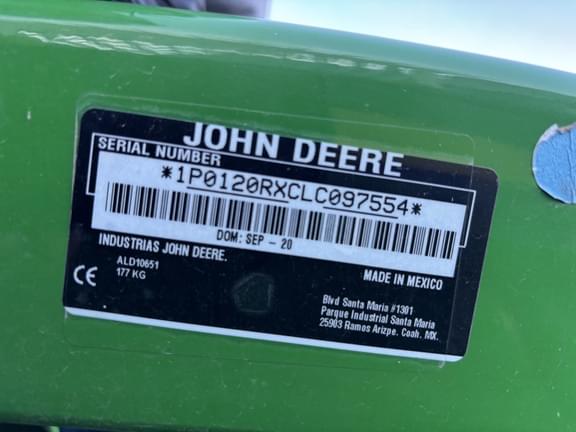 JOHN DEERE
SERIAL NUMBER
*1P0120RXCLC097554*
DOM: SEP - 20
INDUSTRIAS JOHN DEERE.
ALD10651
177 KG
CE
MADE IN MEXICO
Blvd Santa Maria #1301
Parque Industrial Santa Maria
25903 Ramos Arizpe. Coah. MX.